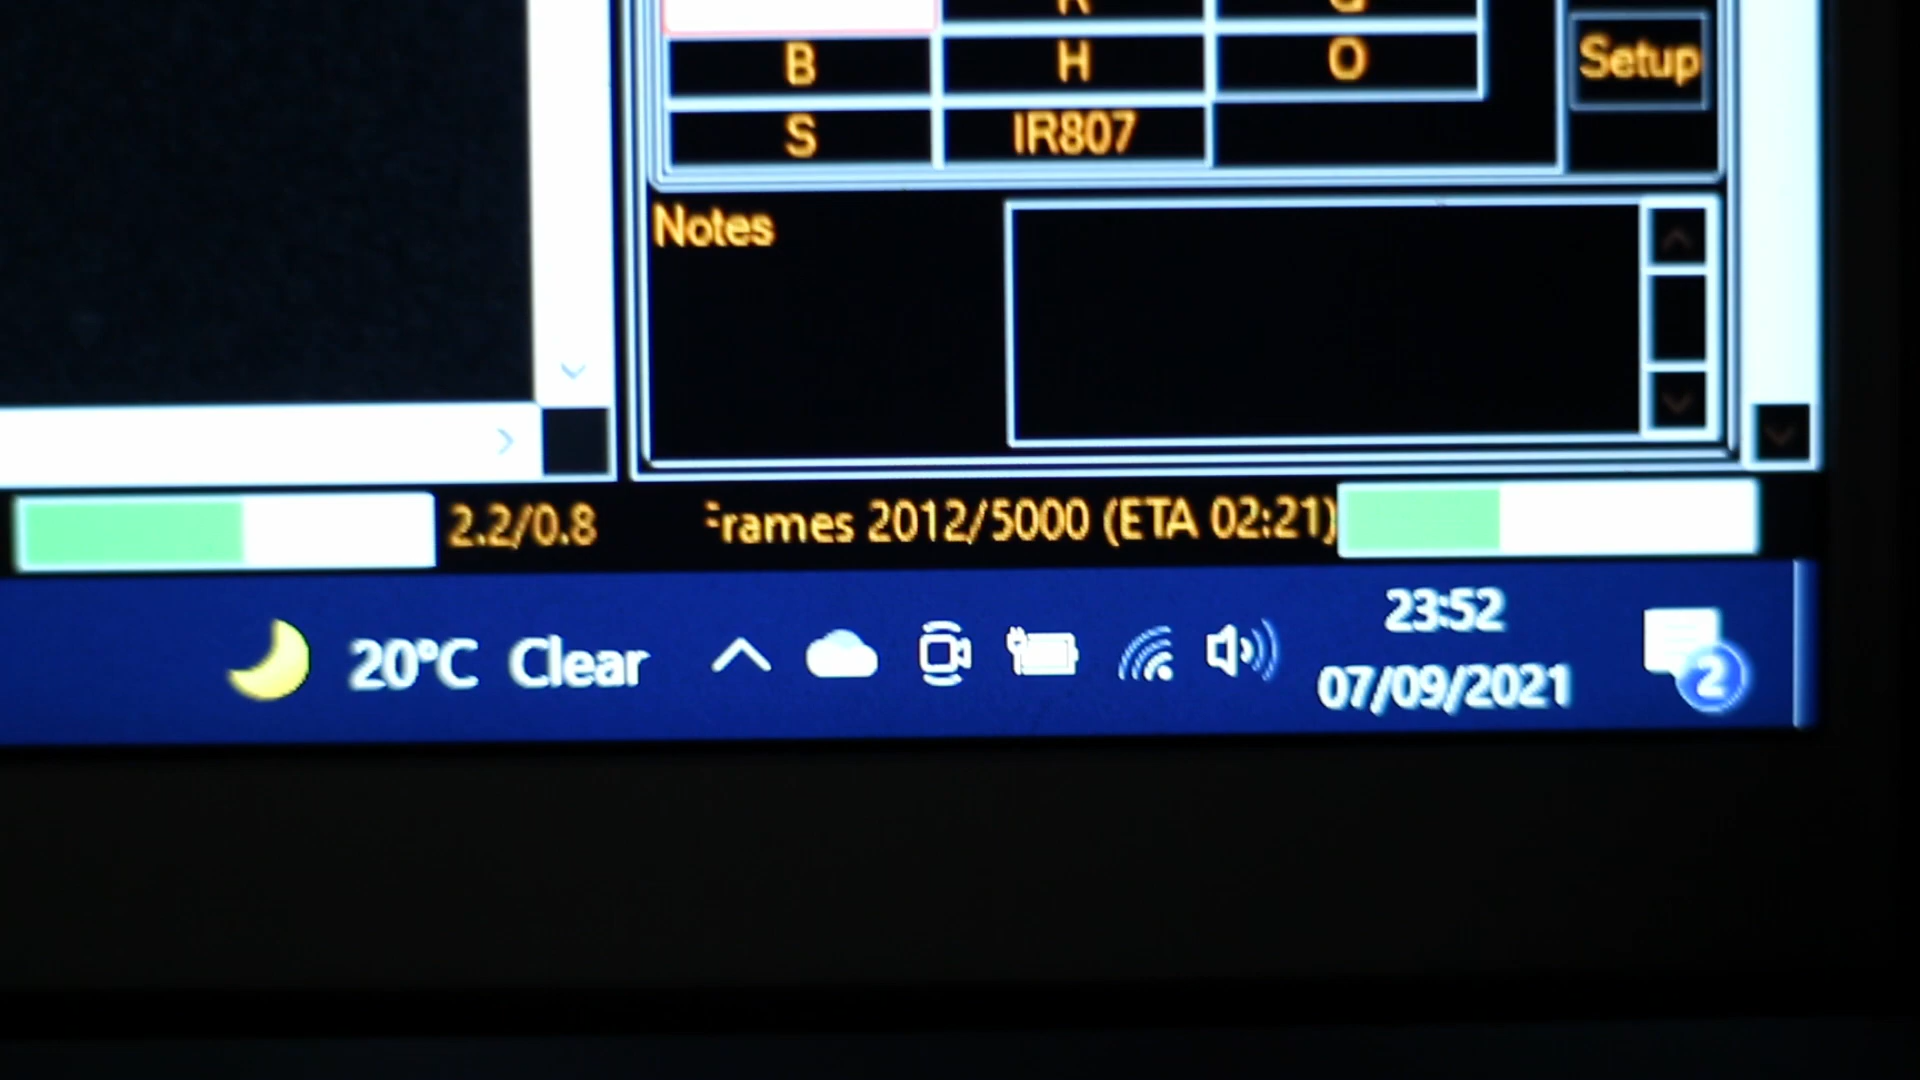 B H O
Setup
S IR807
Notes
2.2/0.8
Frames 2012/5000 (ETA 02:21)
20°C Clear
23:52
07/09/2021
2